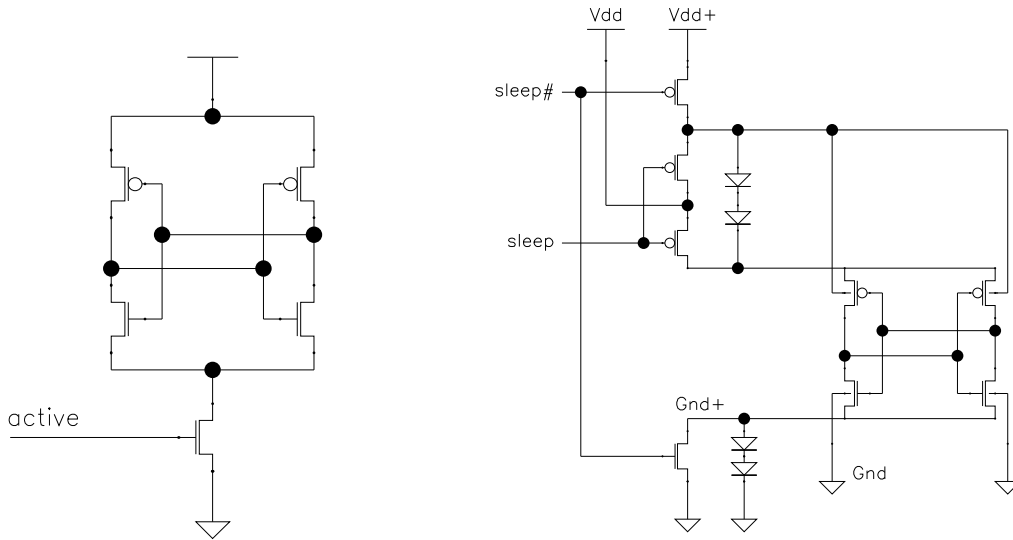 Vdd
Vdd+
sleep#
sleep
active
Gnd+
Gnd